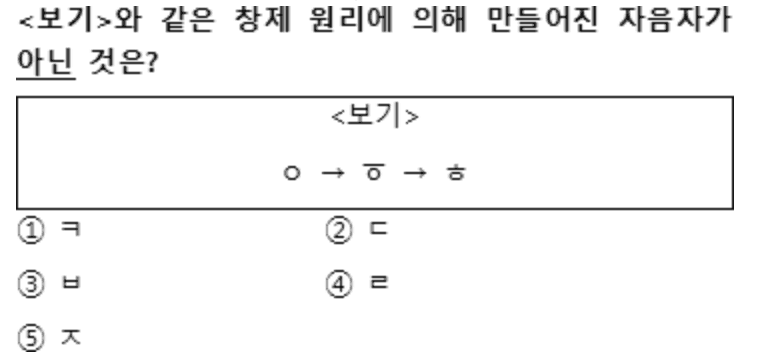 <보기>와 같은 창제 원리에 의해 만들어진 자음자가
아닌 것은?
<보기>
ㅇ → ㆆ → ㅎ
① ㅋ ② ㄷ
③ ㅂ ④ ㄹ
⑤ ㅈ